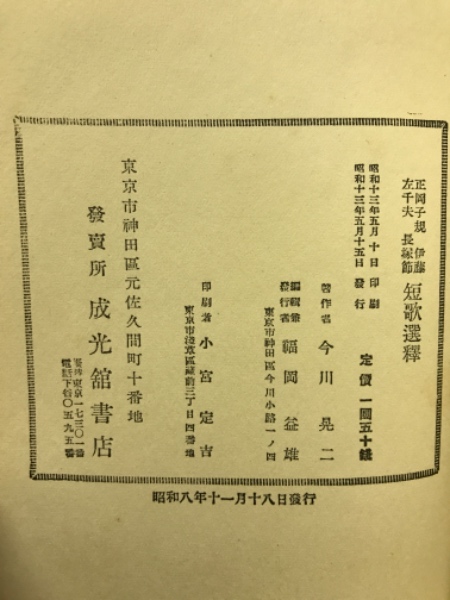 正岡子規 伊藤
左千夫 長塚節
短歌選釋
昭和十三年五月十日 印刷
昭和十三年五月十五日 發行
定價 一圓五十錢
著作者 今川晃二
編輯兼
發行者 福岡益雄
東京市神田區今川小路一ノ四
印刷者 小宮定吉
東京市淺草區藏前三丁目四番地
東京市神田區元佐久間町十番地
發賣所 成光館書店
振替東京一七三〇一番
電話下谷〇五九五番
昭和八年十一月十八日發行